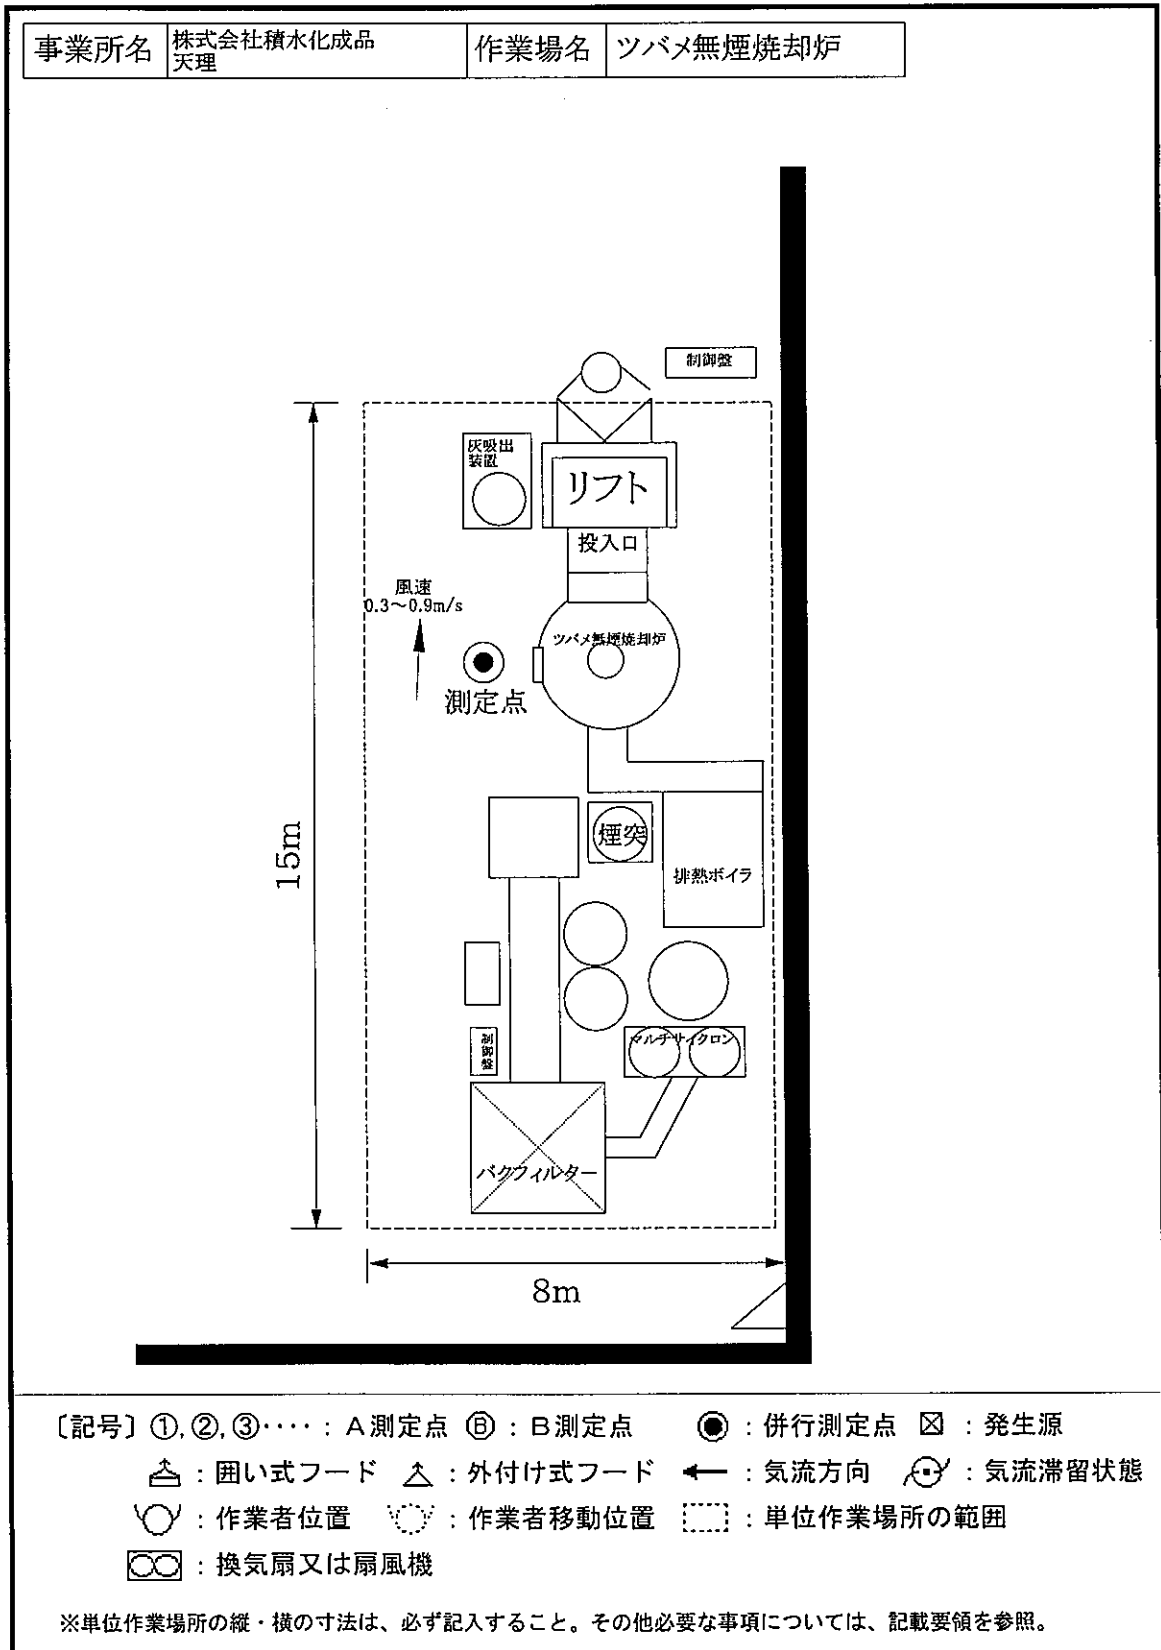 事業所名
株式会社積水化成品
天理
作業場名
ツバメ無煙焼却炉
制御盤
灰吸出
装置
リフト
投入口
風速
0.3～0.9m/s
ツバメ無煙焼却炉
測定点
15m
煙突
排熱ボイラ
制御盤
マルチサイクロン
バグフィルター
8m
〔記号〕①,②,③‥‥：A測定点 Ⓑ：B測定点 ：併行測定点 ：発生源
：囲い式フード ：外付け式フード ：気流方向 ：気流滞留状態
：作業者位置 ：作業者移動位置 ：単位作業場所の範囲
：換気扇又は扇風機
※単位作業場所の縦・横の寸法は、必ず記入すること。その他必要な事項については、記載要領を参照。